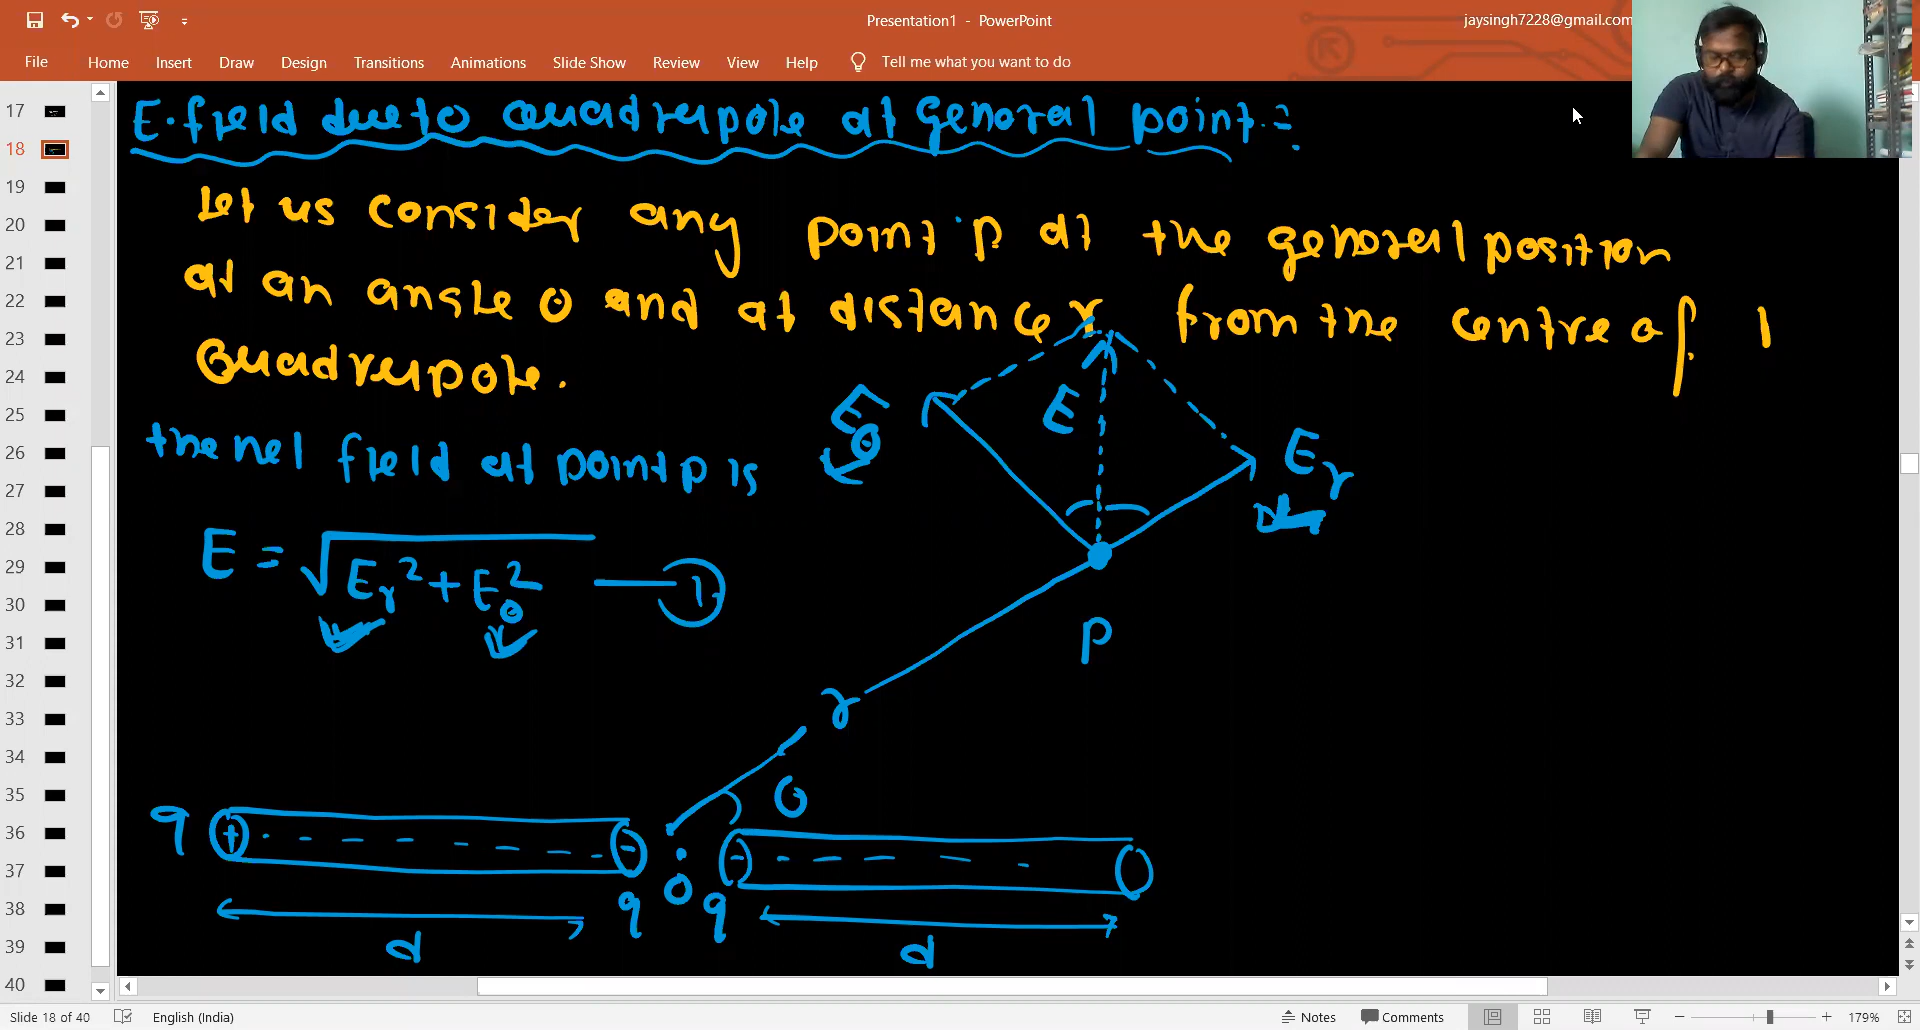 Presentation1 - PowerPoint
jaysingh7228@gmail.com
File Home Insert Draw Design Transitions Animations Slide Show Review View Help Tell me what you want to do
17
18
19
20
21
22
23
24
25
26
27
28
29
30
31
32
33
34
35
36
37
38
39
40
E. field due to quadrupole at general point :-
Let us consider any point 'P' at the general position
at an angle θ and at distance r from the centre of
Quadrupole.
Eθ
E
Er
the net field at point p is
E = √Er² + Eθ² — 1
P
r
θ
q + - - +
q O q
d d
Slide 18 of 40 English (India) Notes Comments 179%